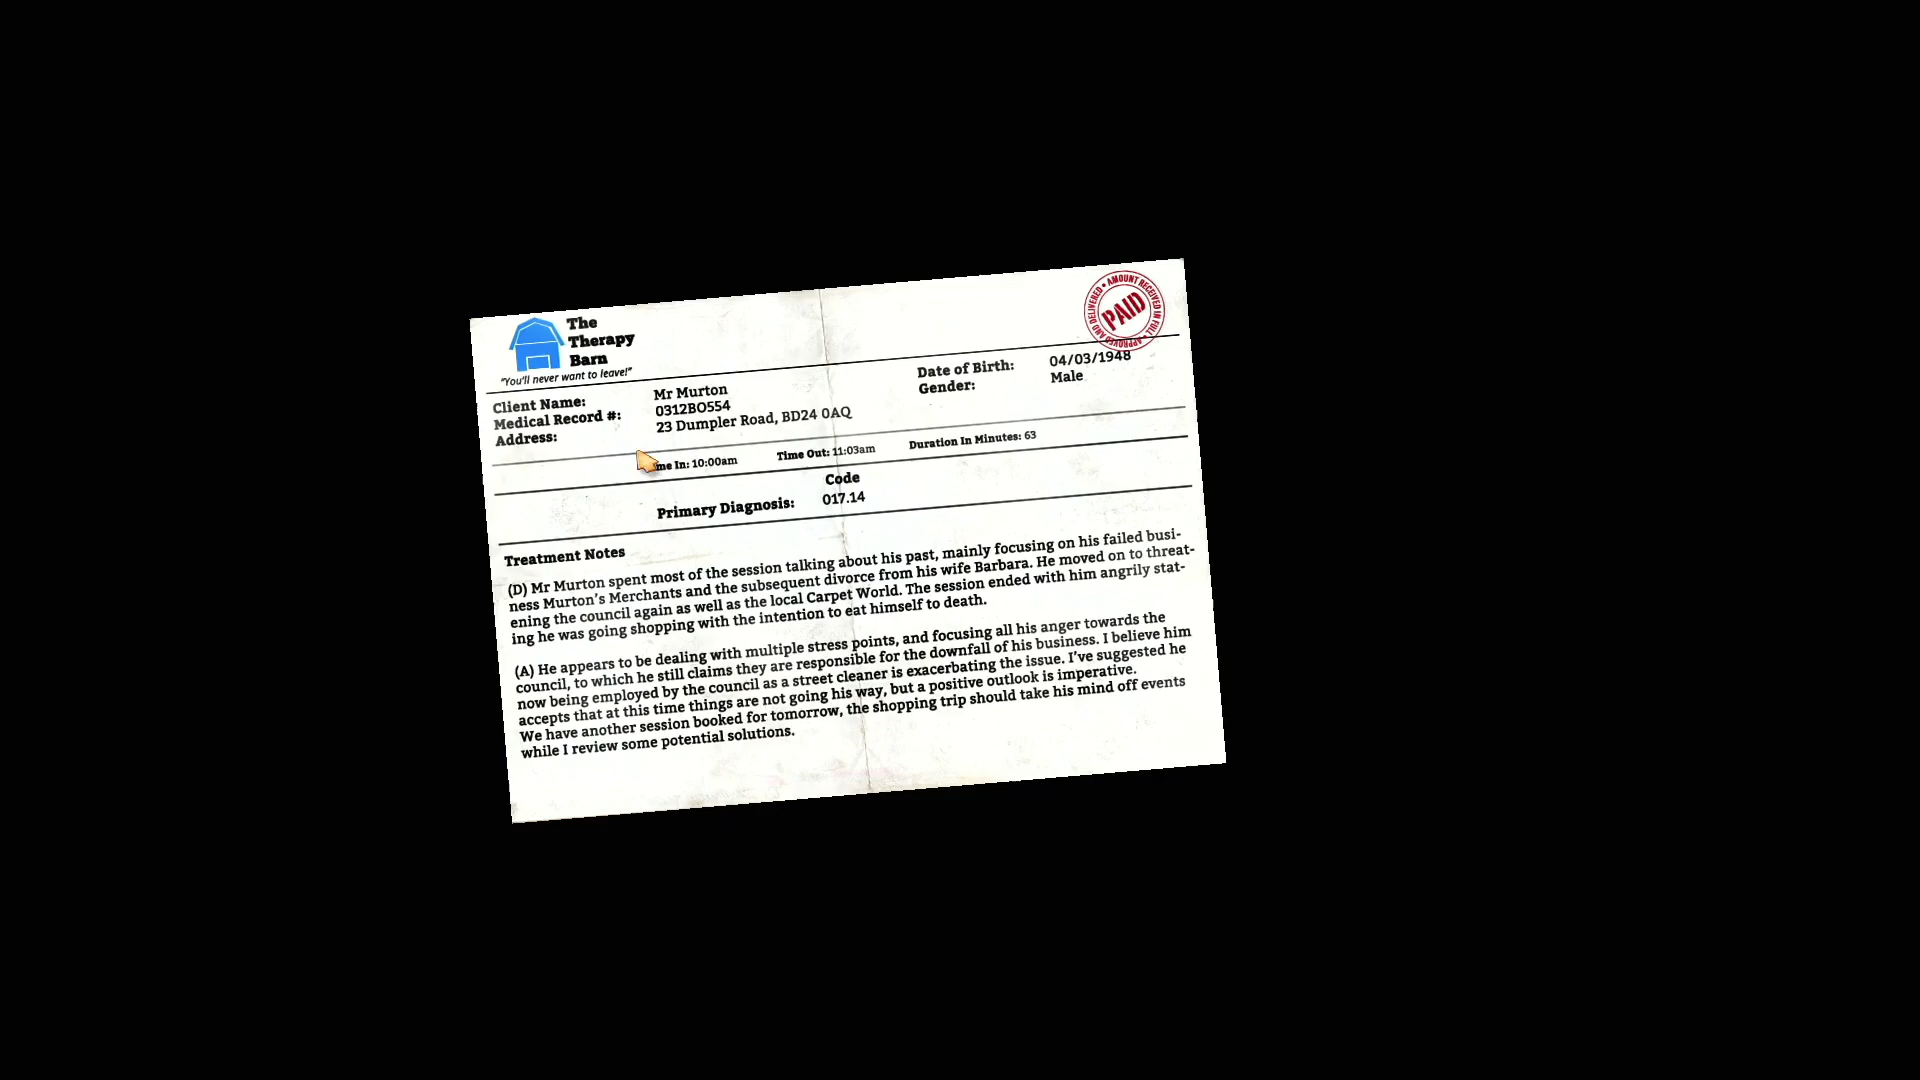 The
Therapy
Barn
"You'll never want to leave!"
AMOUNT RECEIVED IN FULL • APPROVED AND DELIVERED •
PAID
Client Name: Mr Murton
Medical Record #: 0312BO554
Address: 23 Dumpler Road, BD24 0AQ
Date of Birth: 04/03/1948
Gender: Male
me In: 10:00am Time Out: 11:03am Duration In Minutes: 63
Code
Primary Diagnosis: 017.14
Treatment Notes
(D) Mr Murton spent most of the session talking about his past, mainly focusing on his failed busi-
ness Murton's Merchants and the subsequent divorce from his wife Barbara. He moved on to threat-
ening the council again as well as the local Carpet World. The session ended with him angrily stat-
ing he was going shopping with the intention to eat himself to death.
(A) He appears to be dealing with multiple stress points, and focusing all his anger towards the
council, to which he still claims they are responsible for the downfall of his business. I believe him
now being employed by the council as a street cleaner is exacerbating the issue. I've suggested he
accepts that at this time things are not going his way, but a positive outlook is imperative.
We have another session booked for tomorrow, the shopping trip should take his mind off events
while I review some potential solutions.